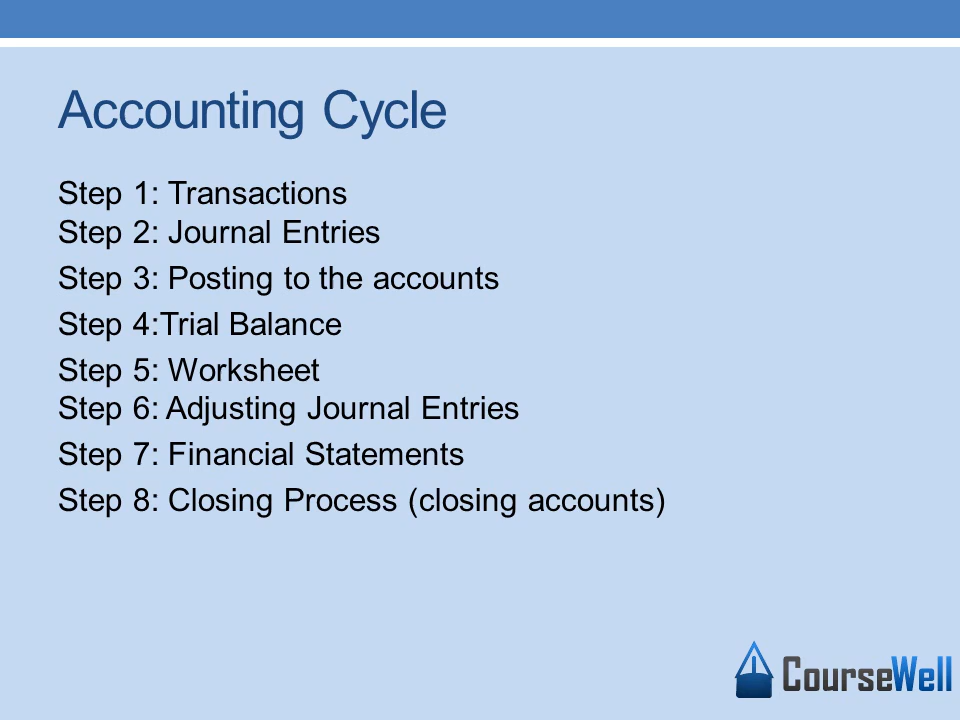 Accounting Cycle
Step 1: Transactions
Step 2: Journal Entries
Step 3: Posting to the accounts
Step 4:Trial Balance
Step 5: Worksheet
Step 6: Adjusting Journal Entries
Step 7: Financial Statements
Step 8: Closing Process (closing accounts)
CourseWell